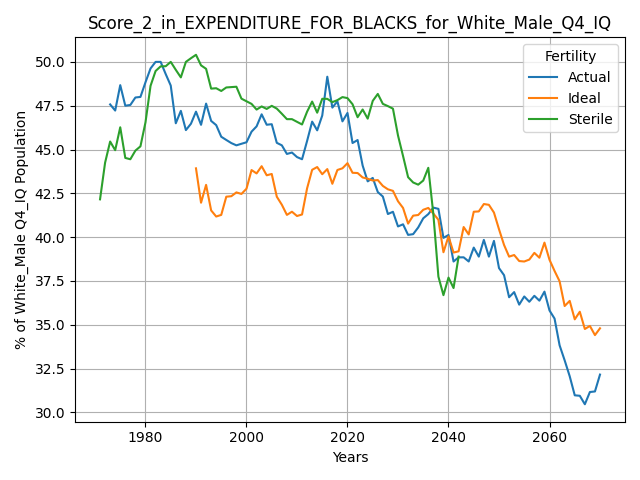 Score_2_in_EXPENDITURE_FOR_BLACKS_for_White_Male_Q4_IQ
Fertility
Actual
Ideal
Sterile
% of White_Male Q4_IQ Population
50.0
47.5
45.0
42.5
40.0
37.5
35.0
32.5
30.0
1980
2000
2020
2040
2060
Years